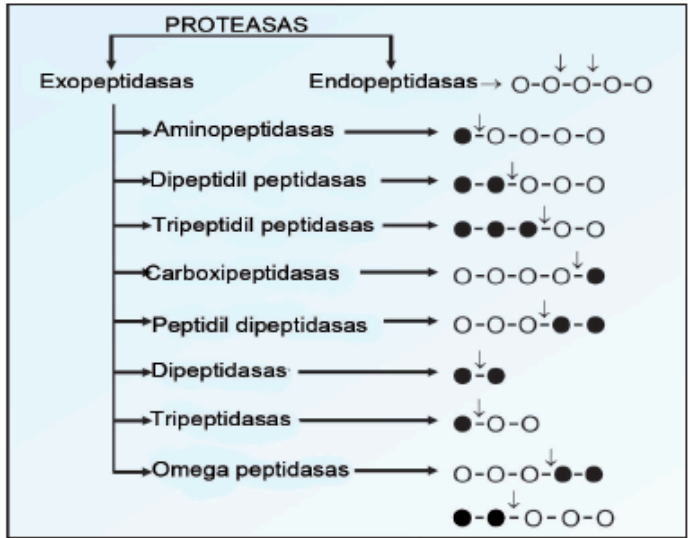 PROTEASAS
Exopeptidasas
Endopeptidasas
Aminopeptidasas
Dipeptidil peptidasas
Tripeptidil peptidasas
Carboxipeptidasas
Peptidil dipeptidasas
Dipeptidasas
Tripeptidasas
Omega peptidasas